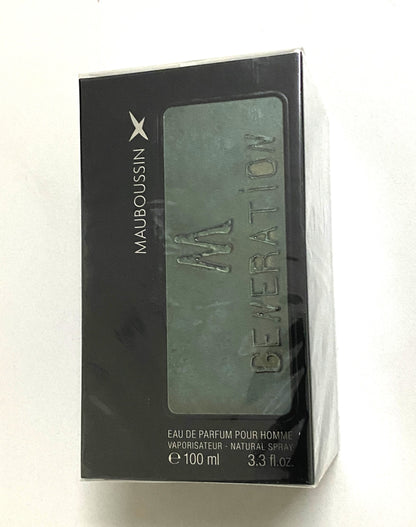 MAUBOUSSIN
M
GENERATION
EAU DE PARFUM POUR HOMME
VAPORISATEUR - NATURAL SPRAY
℮ 100 ml 3.3 fl.oz.